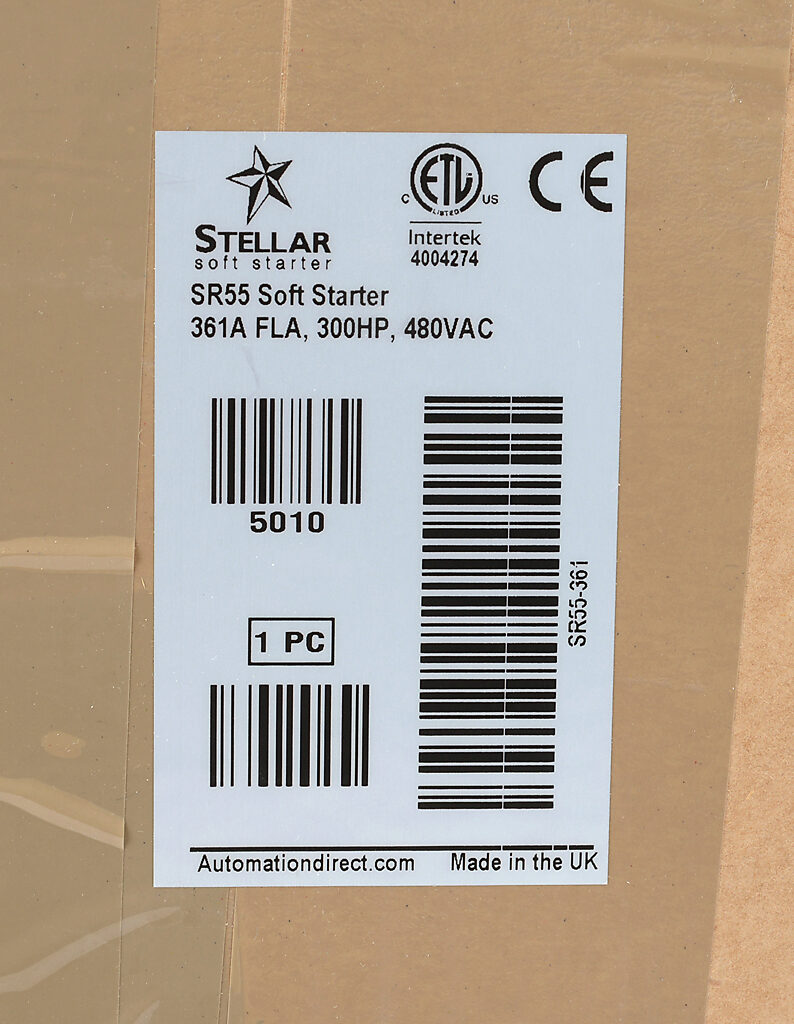 STELLAR
soft starter
C ETL US
LISTED
Intertek
4004274
CE
SR55 Soft Starter
361A FLA, 300HP, 480VAC
5010
SR55-361
1 PC
Automationdirect.com
Made in the UK